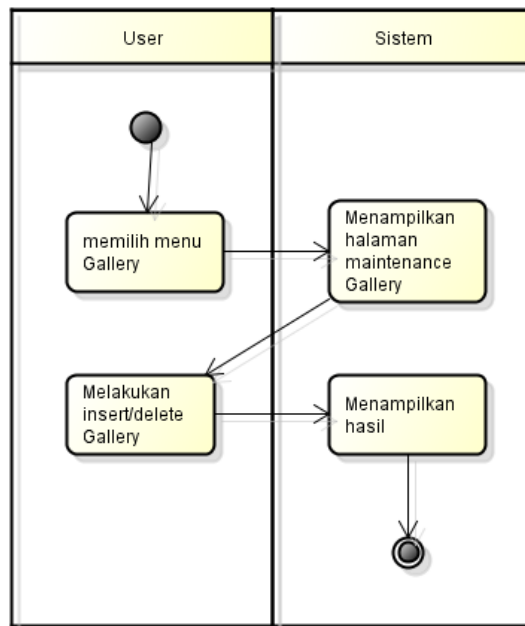 User
Sistem
memilih menu
Gallery
Menampilkan
halaman
maintenance
Gallery
Melakukan
insert/delete
Gallery
Menampilkan
hasil